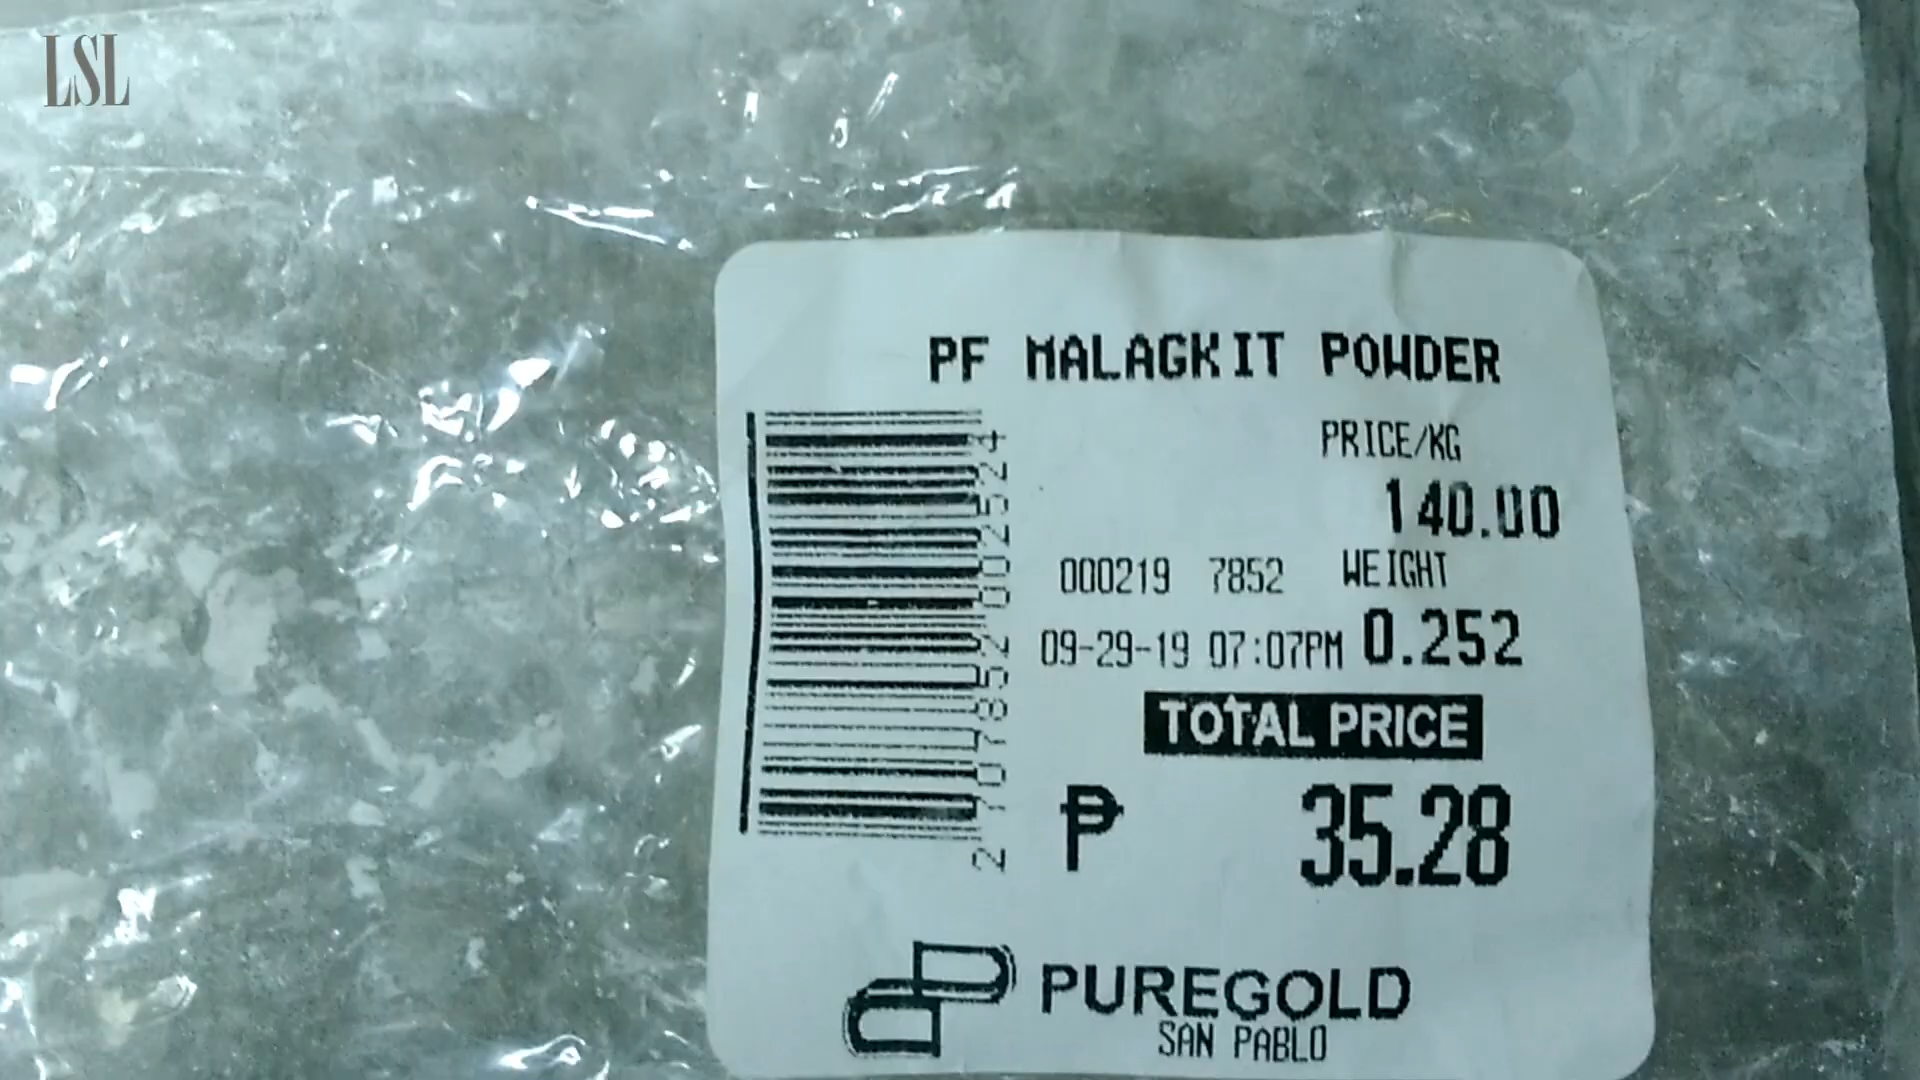 LSL
PF MALAGKIT POWDER
PRICE/KG
140.00
000219 7852 WEIGHT
09-29-19 07:07PM 0.252
TOTAL PRICE
₱ 35.28
2107852002524
PUREGOLD
SAN PABLO